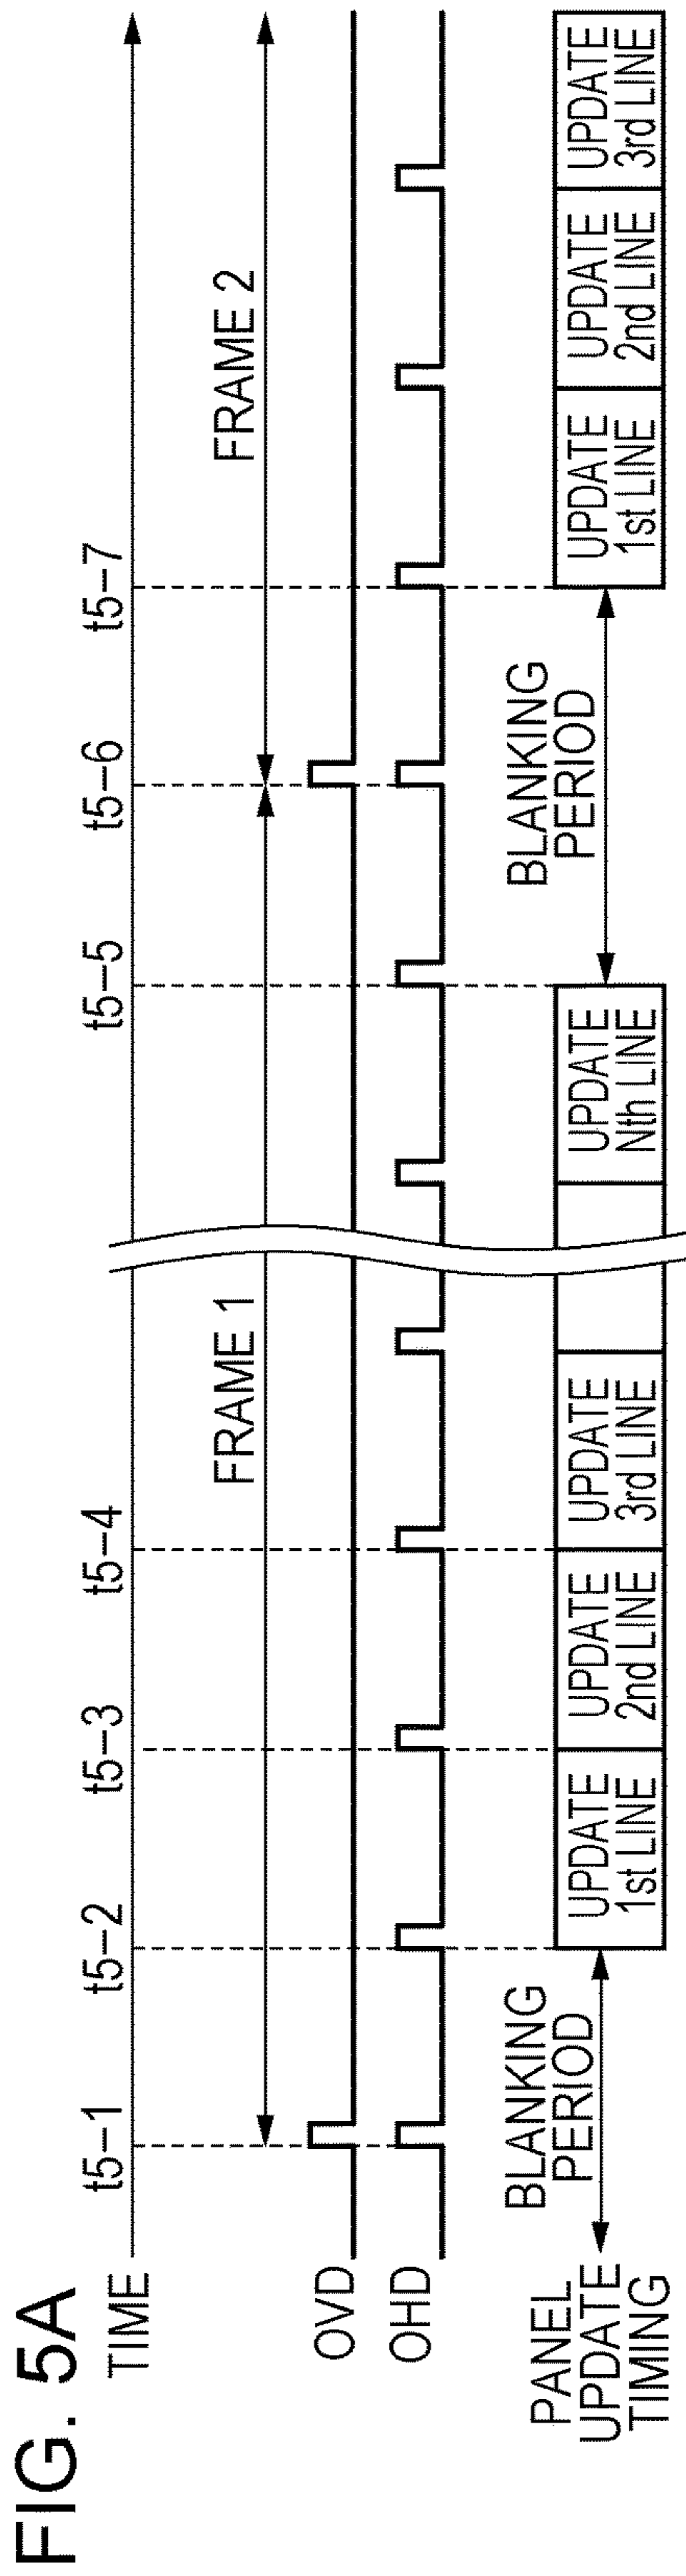 FIG. 5A
TIME
t5-1
t5-2
t5-3
t5-4
t5-5
t5-6
t5-7
FRAME 1
FRAME 2
OVD
OHD
PANEL
UPDATE
TIMING
BLANKING
PERIOD
UPDATE
1st LINE
UPDATE
2nd LINE
UPDATE
3rd LINE
UPDATE
Nth LINE
BLANKING
PERIOD
UPDATE
1st LINE
UPDATE
2nd LINE
UPDATE
3rd LINE